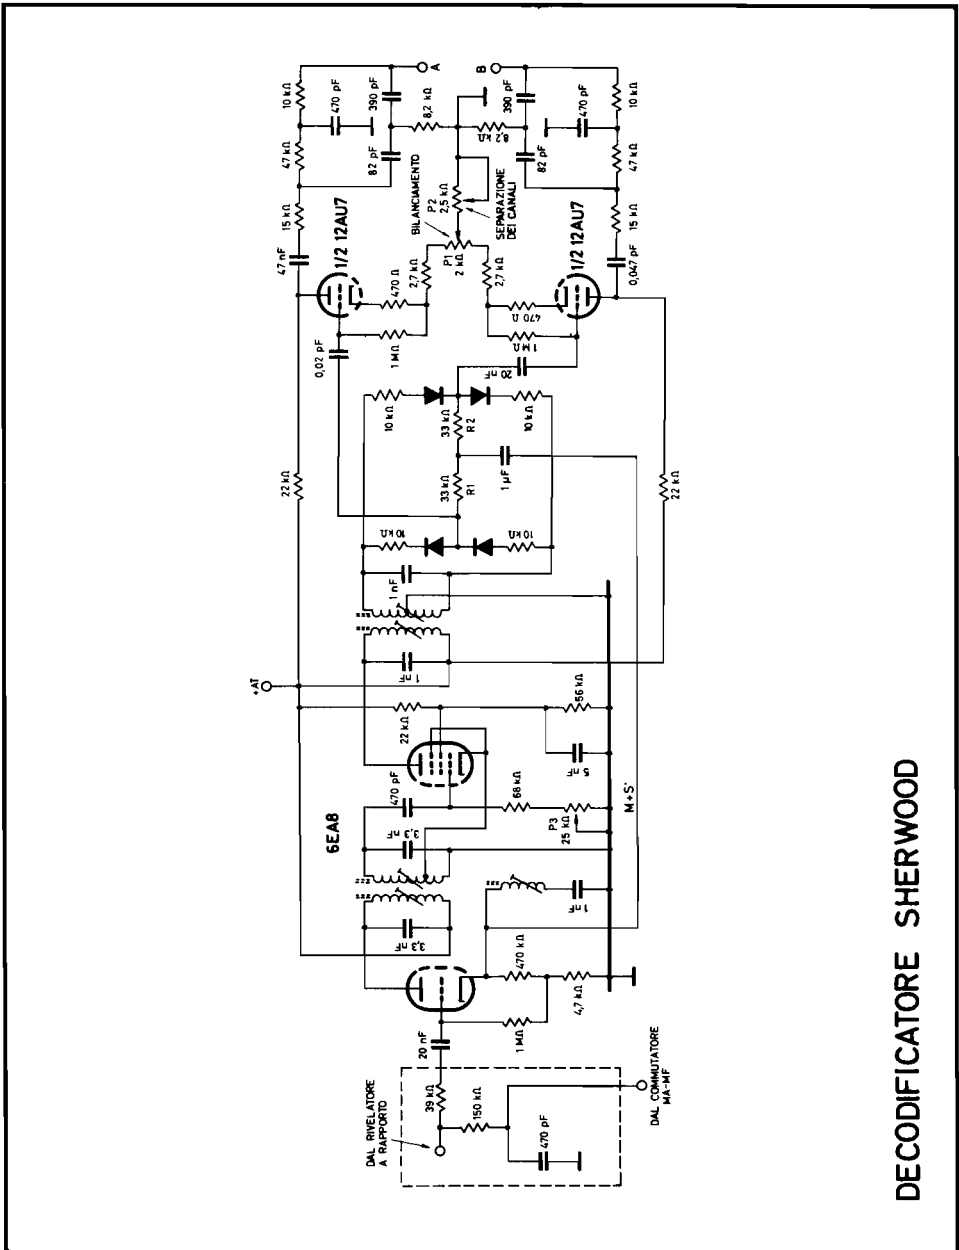 DECODIFICATORE SHERWOOD
DAL RIVELATORE
A RAPPORTO
39 kΩ
150 kΩ
470 pF
DAL COMMUTATORE
MA-MF
20 nF
1 MΩ
470 kΩ
4,7 kΩ
3,3 nF
1 nF
3,3 nF
6EA8
470 pF
68 kΩ
P3
25 kΩ
M+S'
22 kΩ
5 nF
56 kΩ
+AT
1 nF
1 nF
22 kΩ
22 kΩ
10 kΩ
10 kΩ
33 kΩ
R1
33 kΩ
R2
1 µF
10 kΩ
10 kΩ
0,02 pF
20 nF
1 MΩ
470 Ω
1 MΩ
470 Ω
1/2 12AU7
1/2 12AU7
2,7 kΩ
2,7 kΩ
P1
2 kΩ
BILANCIAMENTO
P2
2,5 kΩ
SEPARAZIONE
DEI CANALI
47 nF
15 kΩ
47 kΩ
10 kΩ
470 pF
82 pF
390 pF
8,2 kΩ
A
0,047 pF
15 kΩ
47 kΩ
10 kΩ
470 pF
82 pF
390 pF
8,2 kΩ
B